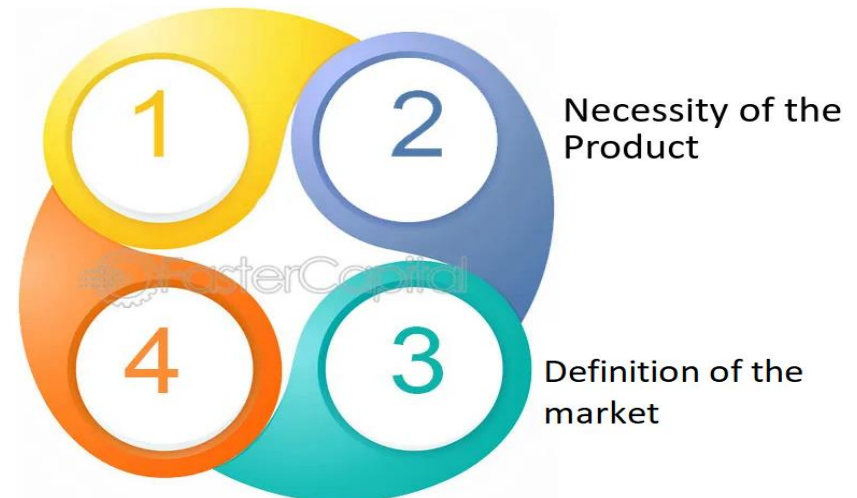 1
2
Necessity of the
Product
FasterCapital
4
3
Definition of the
market